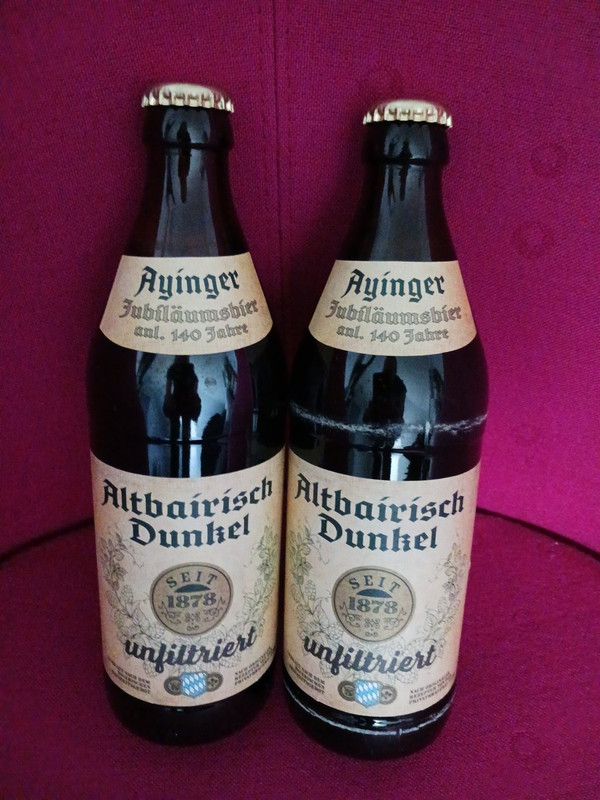 Ayinger
Jubiläumsbier
anl. 140 Jahre
Altbairisch
Dunkel
SEIT
1878
unfiltriert
Ayinger
Jubiläumsbier
anl. 140 Jahre
Altbairisch
Dunkel
SEIT
1878
unfiltriert